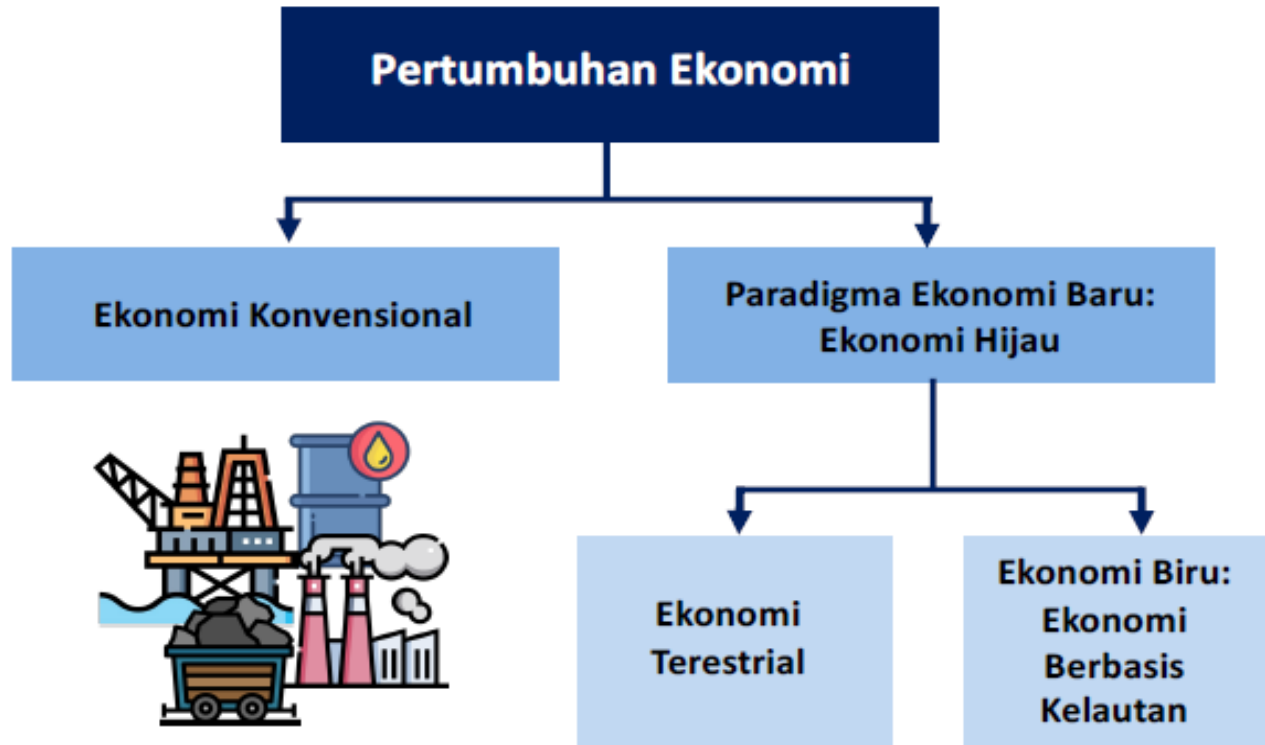 Pertumbuhan Ekonomi
Ekonomi Konvensional
Paradigma Ekonomi Baru:
Ekonomi Hijau
Ekonomi
Terestrial
Ekonomi Biru:
Ekonomi
Berbasis
Kelautan